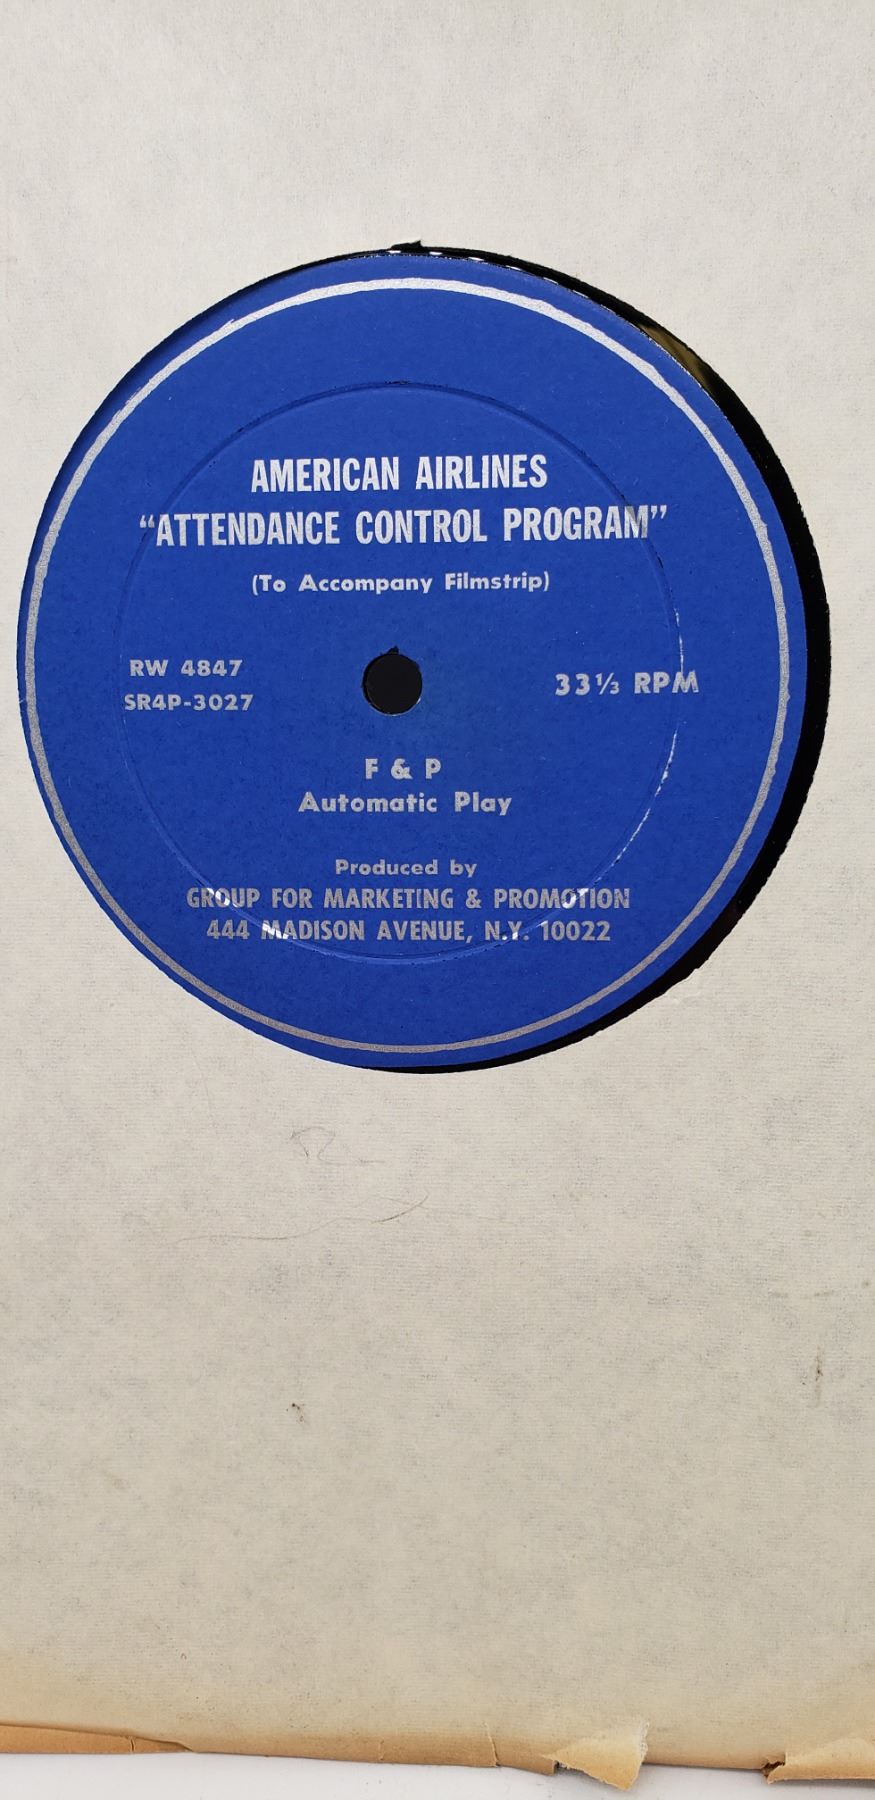 AMERICAN AIRLINES
“ATTENDANCE CONTROL PROGRAM”
(To Accompany Filmstrip)
RW 4847
SR4P-3027
33⅓ RPM
F & P
Automatic Play
Produced by
GROUP FOR MARKETING & PROMOTION
444 MADISON AVENUE, N.Y. 10022